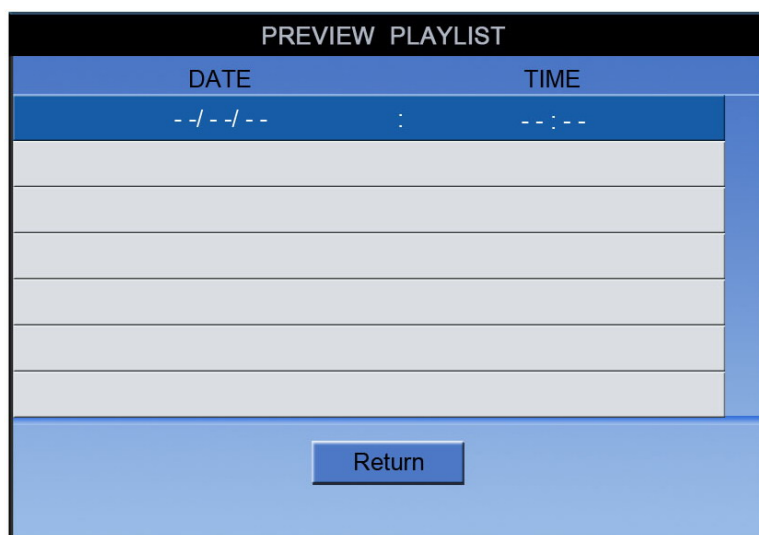 PREVIEW PLAYLIST
DATE TIME
- -/- -/- - : - - : - -
Return